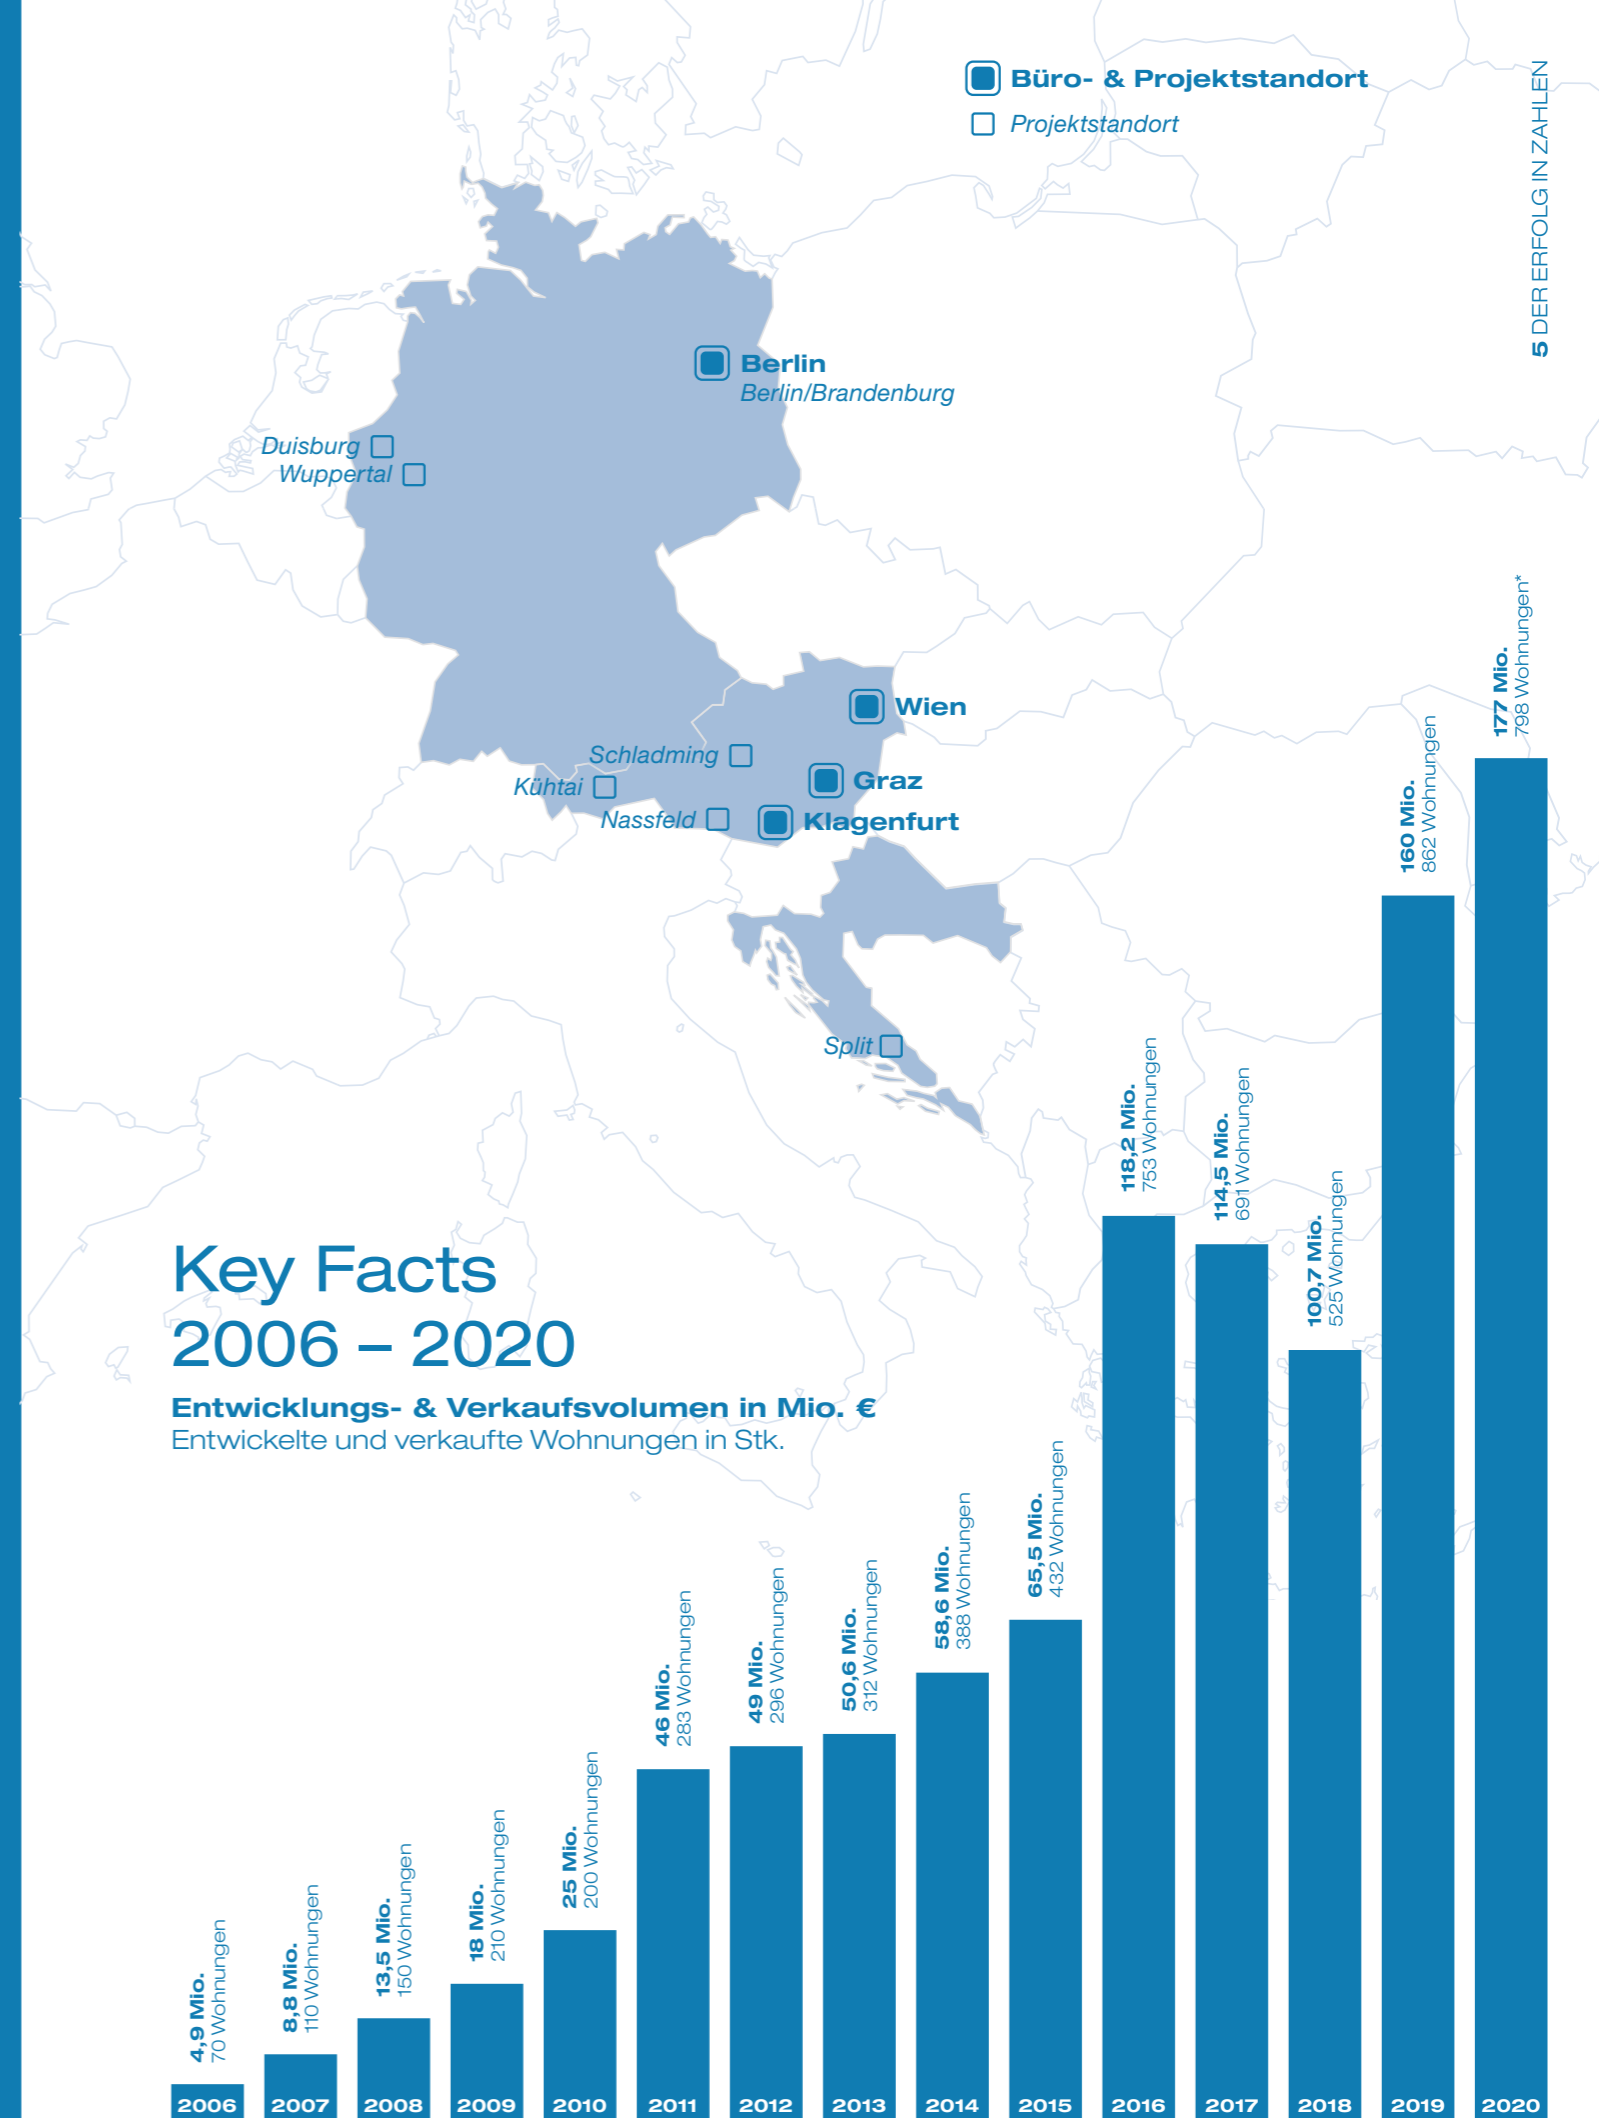 Büro- & Projektstandort
Projektstandort
5 DER ERFOLG IN ZAHLEN
Berlin
Berlin/Brandenburg
Duisburg
Wuppertal
Wien
Schladming
Graz
Kühtai
Nassfeld
Klagenfurt
Split
Key Facts
2006 – 2020
Entwicklungs- & Verkaufsvolumen in Mio. €
Entwickelte und verkaufte Wohnungen in Stk.
4,9 Mio.
70 Wohnungen
2006
8,8 Mio.
110 Wohnungen
2007
13,5 Mio.
150 Wohnungen
2008
18 Mio.
210 Wohnungen
2009
25 Mio.
200 Wohnungen
2010
46 Mio.
283 Wohnungen
2011
49 Mio.
296 Wohnungen
2012
50,6 Mio.
312 Wohnungen
2013
58,6 Mio.
388 Wohnungen
2014
65,5 Mio.
432 Wohnungen
2015
118,2 Mio.
753 Wohnungen
2016
114,5 Mio.
691 Wohnungen
2017
100,7 Mio.
525 Wohnungen
2018
160 Mio.
862 Wohnungen
2019
177 Mio.
798 Wohnungen*
2020